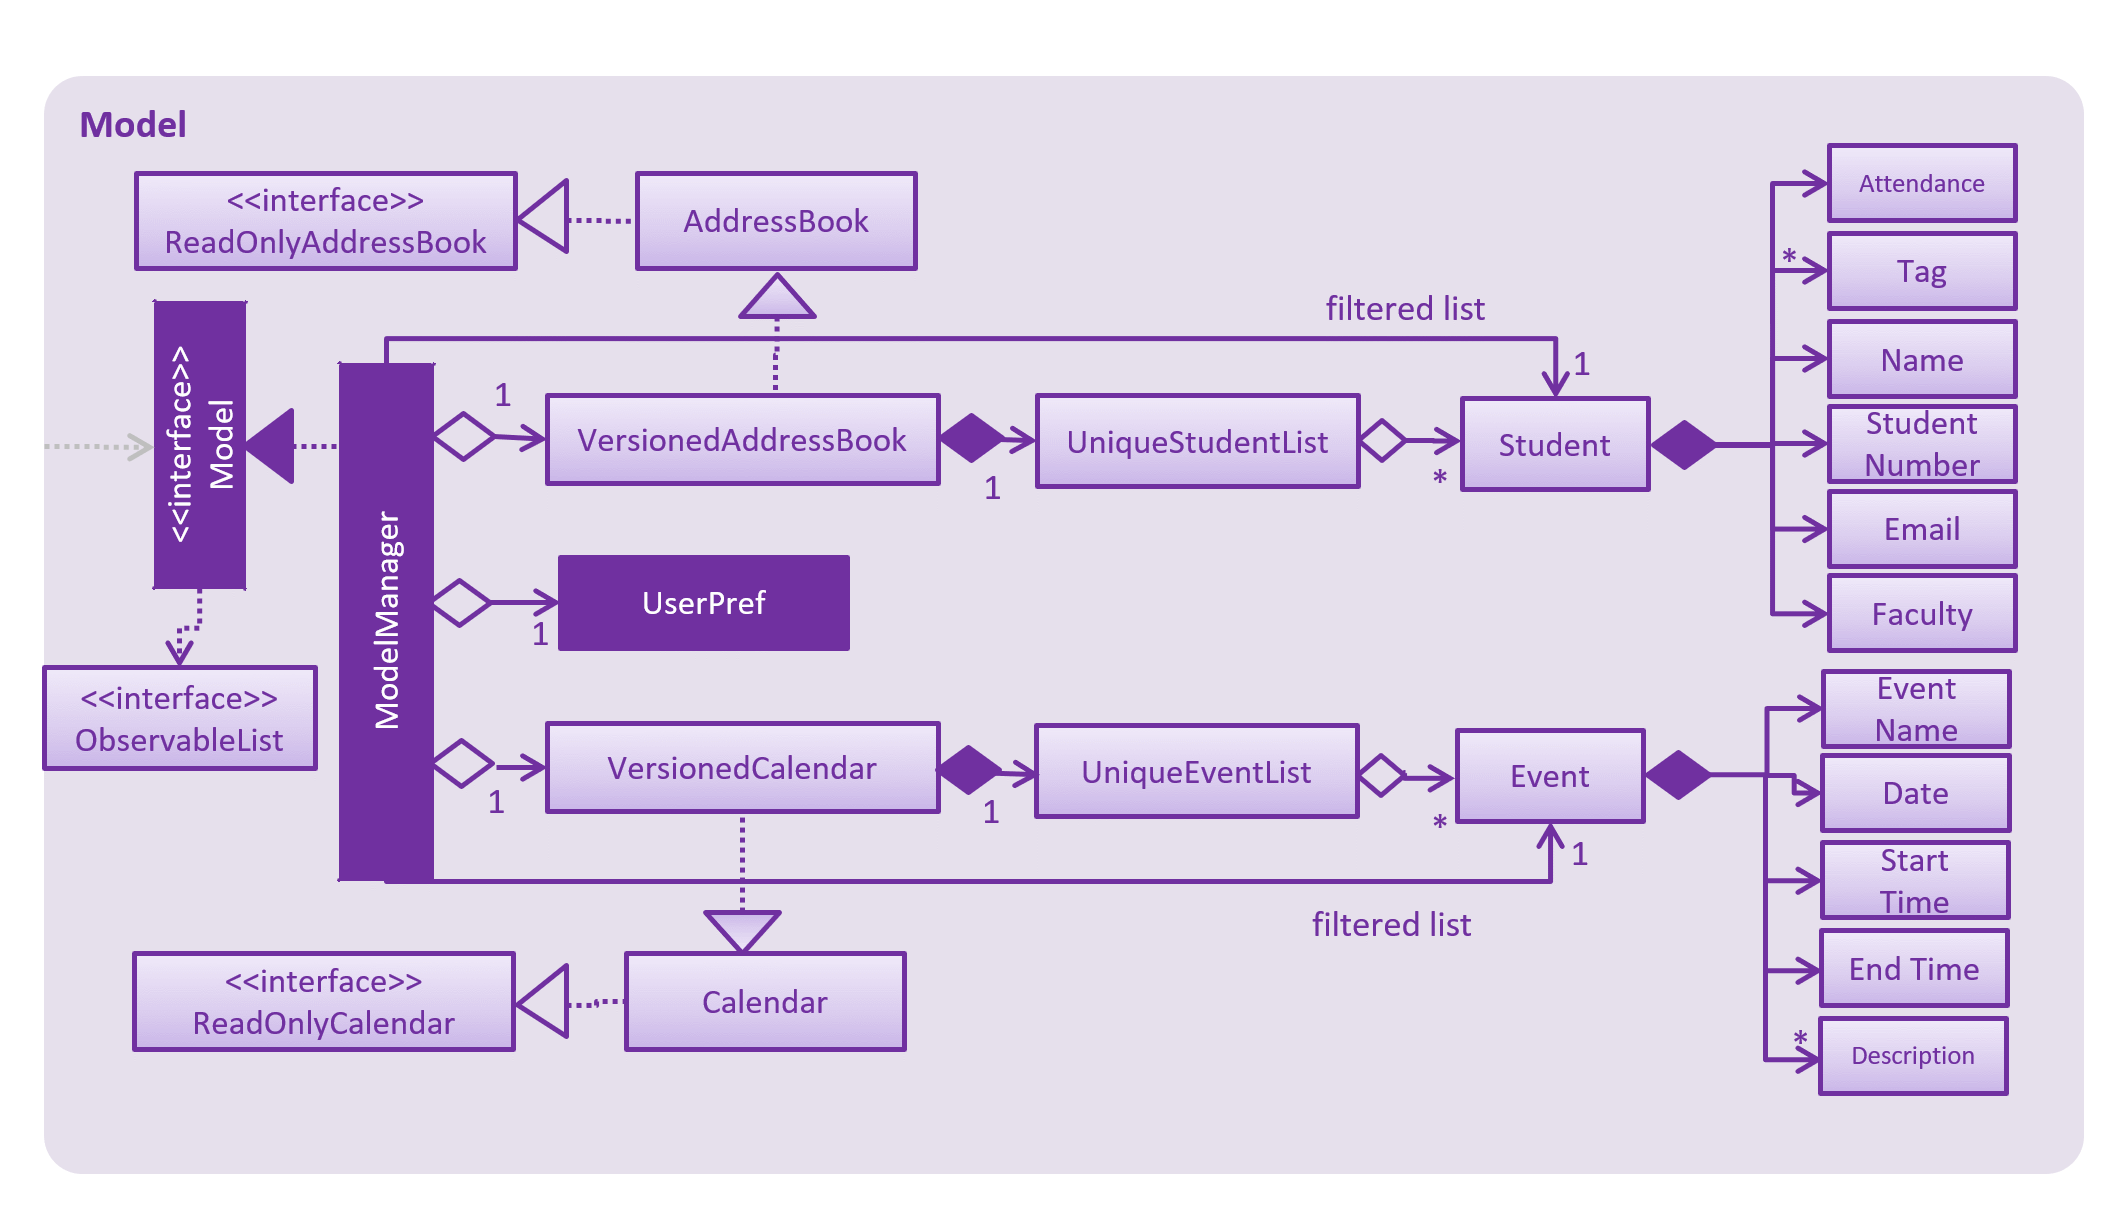 Model
<<interface>>
ReadOnlyAddressBook
AddressBook
Attendance
*
Tag
filtered list
Name
1
<<interface>>
Model
ModelManager
1
VersionedAddressBook
1
UniqueStudentList
*
Student
Student
Number
Email
UserPref
1
Faculty
<<interface>>
ObservableList
1
VersionedCalendar
1
UniqueEventList
*
Event
1
Event
Name
Date
Start
Time
filtered list
End Time
<<interface>>
ReadOnlyCalendar
Calendar
*
Description